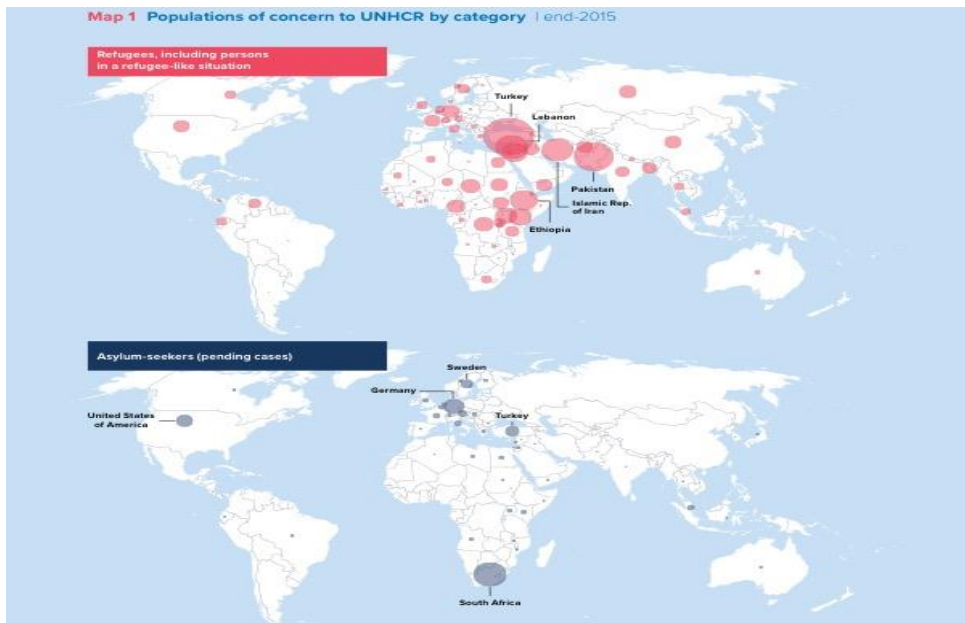 Map 1 Populations of concern to UNHCR by category | end-2015
Refugees, including persons
in a refugee-like situation
Turkey
Lebanon
Pakistan
Islamic Rep.
of Iran
Ethiopia
Asylum-seekers (pending cases)
Sweden
Germany
United States
of America
Turkey
South Africa